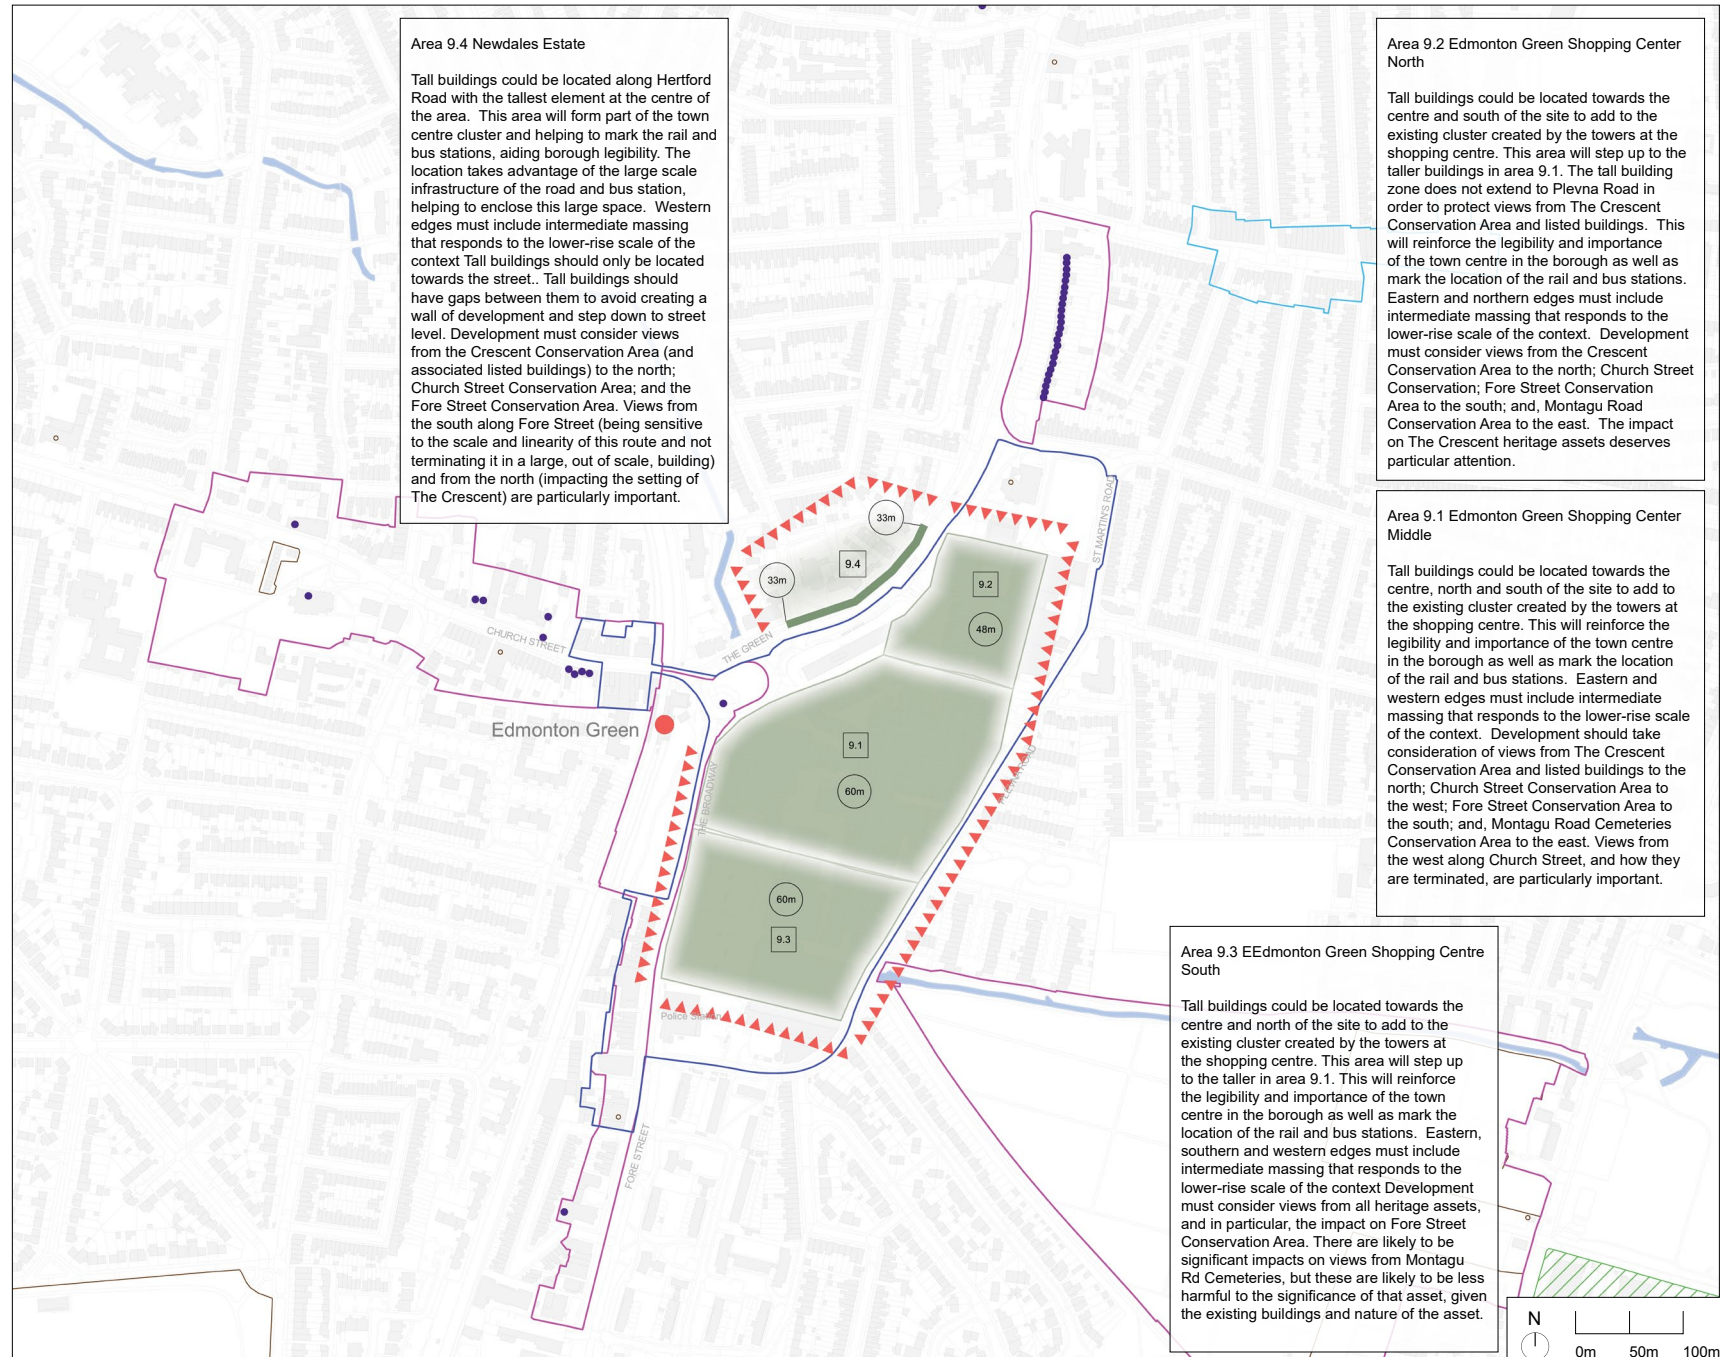 Area 9.4 Newdales Estate
Tall buildings could be located along Hertford
Road with the tallest element at the centre of
the area.  This area will form part of the town
centre cluster and helping to mark the rail and
bus stations, aiding borough legibility. The
location takes advantage of the large scale
infrastructure of the road and bus station,
helping to enclose this large space.  Western
edges must include intermediate massing
that responds to the lower-rise scale of the
context Tall buildings should only be located
towards the street.. Tall buildings should
have gaps between them to avoid creating a
wall of development and step down to street
level. Development must consider views
from the Crescent Conservation Area (and
associated listed buildings) to the north;
Church Street Conservation Area; and the
Fore Street Conservation Area. Views from
the south along Fore Street (being sensitive
to the scale and linearity of this route and not
terminating it in a large, out of scale, building)
and from the north (impacting the setting of
The Crescent) are particularly important.
Area 9.2 Edmonton Green Shopping Center
North
Tall buildings could be located towards the
centre and south of the site to add to the
existing cluster created by the towers at the
shopping centre. This area will step up to the
taller buildings in area 9.1. The tall building
zone does not extend to Plevna Road in
order to protect views from The Crescent
Conservation Area and listed buildings.  This
will reinforce the legibility and importance
of the town centre in the borough as well as
mark the location of the rail and bus stations.
Eastern and northern edges must include
intermediate massing that responds to the
lower-rise scale of the context.  Development
must consider views from the Crescent
Conservation Area to the north; Church Street
Conservation; Fore Street Conservation
Area to the south; and, Montagu Road
Conservation Area to the east.  The impact
on The Crescent heritage assets deserves
particular attention.
Area 9.1 Edmonton Green Shopping Center
Middle
Tall buildings could be located towards the
centre, north and south of the site to add to
the existing cluster created by the towers at
the shopping centre. This will reinforce the
legibility and importance of the town centre
in the borough as well as mark the location
of the rail and bus stations.  Eastern and
western edges must include intermediate
massing that responds to the lower-rise scale
of the context.  Development should take
consideration of views from The Crescent
Conservation Area and listed buildings to the
north; Church Street Conservation Area to
the west; Fore Street Conservation Area to
the south; and, Montagu Road Cemeteries
Conservation Area to the east. Views from
the west along Church Street, and how they
are terminated, are particularly important.
Area 9.3 EEdmonton Green Shopping Centre
South
Tall buildings could be located towards the
centre and north of the site to add to the
existing cluster created by the towers at
the shopping centre. This area will step up
to the taller in area 9.1. This will reinforce
the legibility and importance of the town
centre in the borough as well as mark the
location of the rail and bus stations.  Eastern,
southern and western edges must include
intermediate massing that responds to the
lower-rise scale of the context Development
must consider views from all heritage assets,
and in particular, the impact on Fore Street
Conservation Area. There are likely to be
significant impacts on views from Montagu
Rd Cemeteries, but these are likely to be less
harmful to the significance of that asset, given
the existing buildings and nature of the asset.
33m
9.4
33m
9.2
48m
9.1
60m
60m
9.3
ST MARTIN'S ROAD
THE GREEN
CHURCH STREET
Edmonton Green
THE BROADWAY
PLEVNA ROAD
Police Station
FORE STREET
N
0m 50m 100m